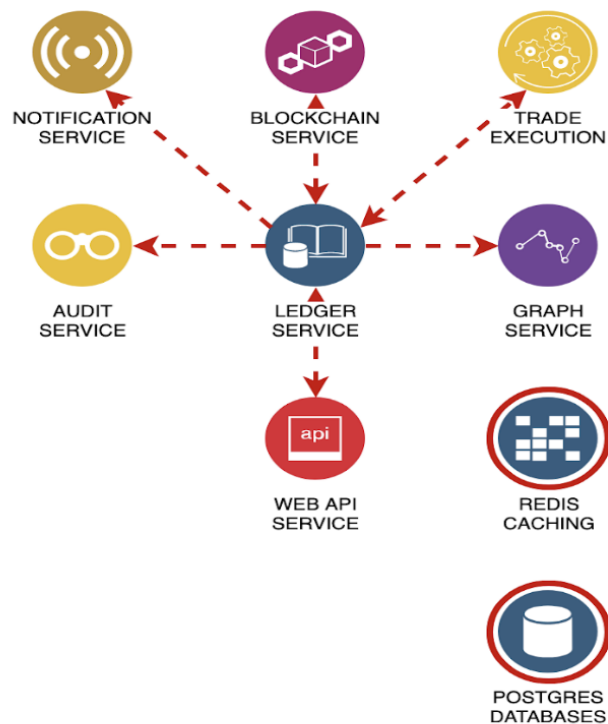 NOTIFICATION
SERVICE
BLOCKCHAIN
SERVICE
TRADE
EXECUTION
AUDIT
SERVICE
LEDGER
SERVICE
GRAPH
SERVICE
api
WEB API
SERVICE
REDIS
CACHING
POSTGRES
DATABASES